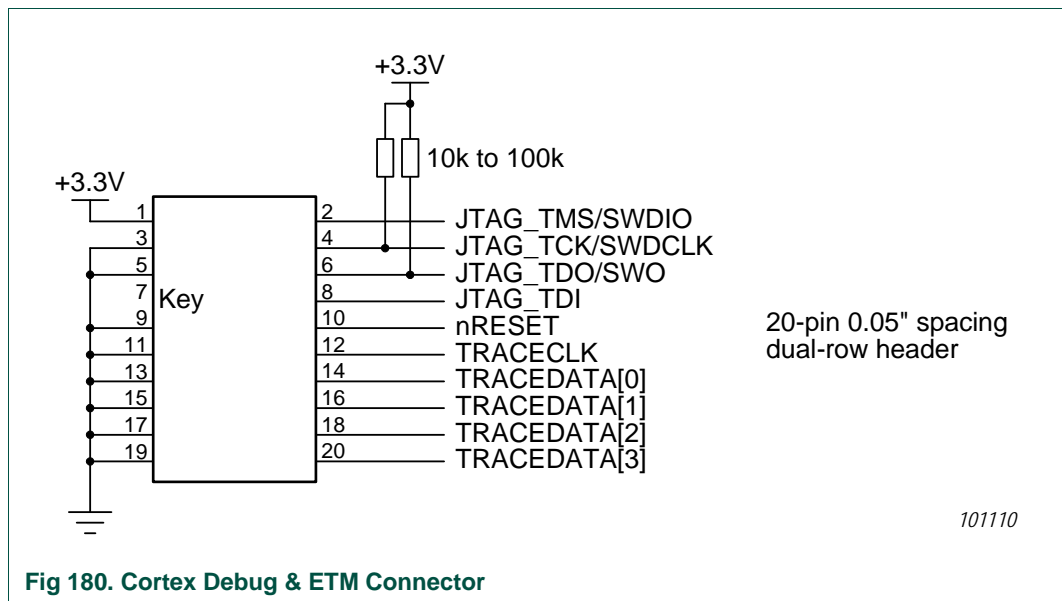 +3.3V
10k to 100k
+3.3V
1 2 JTAG_TMS/SWDIO
3 4 JTAG_TCK/SWDCLK
5 6 JTAG_TDO/SWO
7 Key 8 JTAG_TDI
9 10 nRESET
11 12 TRACECLK
13 14 TRACEDATA[0]
15 16 TRACEDATA[1]
17 18 TRACEDATA[2]
19 20 TRACEDATA[3]
20-pin 0.05" spacing
dual-row header
101110
Fig 180. Cortex Debug & ETM Connector